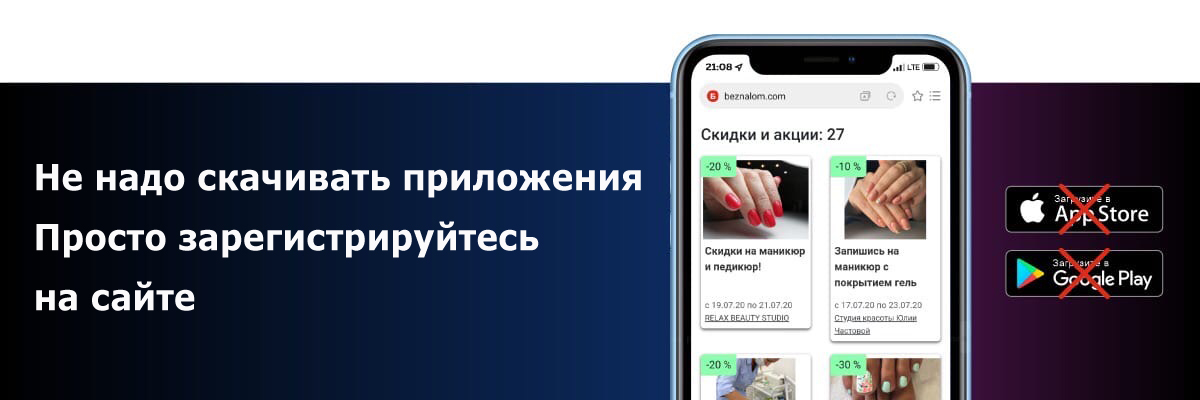 Не надо скачивать приложения
Просто зарегистрируйтесь
на сайте
21:08
LTE
Б
beznalom.com
Скидки и акции: 27
-20 %
Скидки на маникюр
и педикюр!
с 19.07.20 по 21.07.20
RELAX BEAUTY STUDIO
-10 %
Запишись на
маникюр с
покрытием гель
с 17.07.20 по 23.07.20
Студия красоты Юлии
Частовой
-20 %
-30 %
Загрузите в
App Store
Загрузите в
Google Play